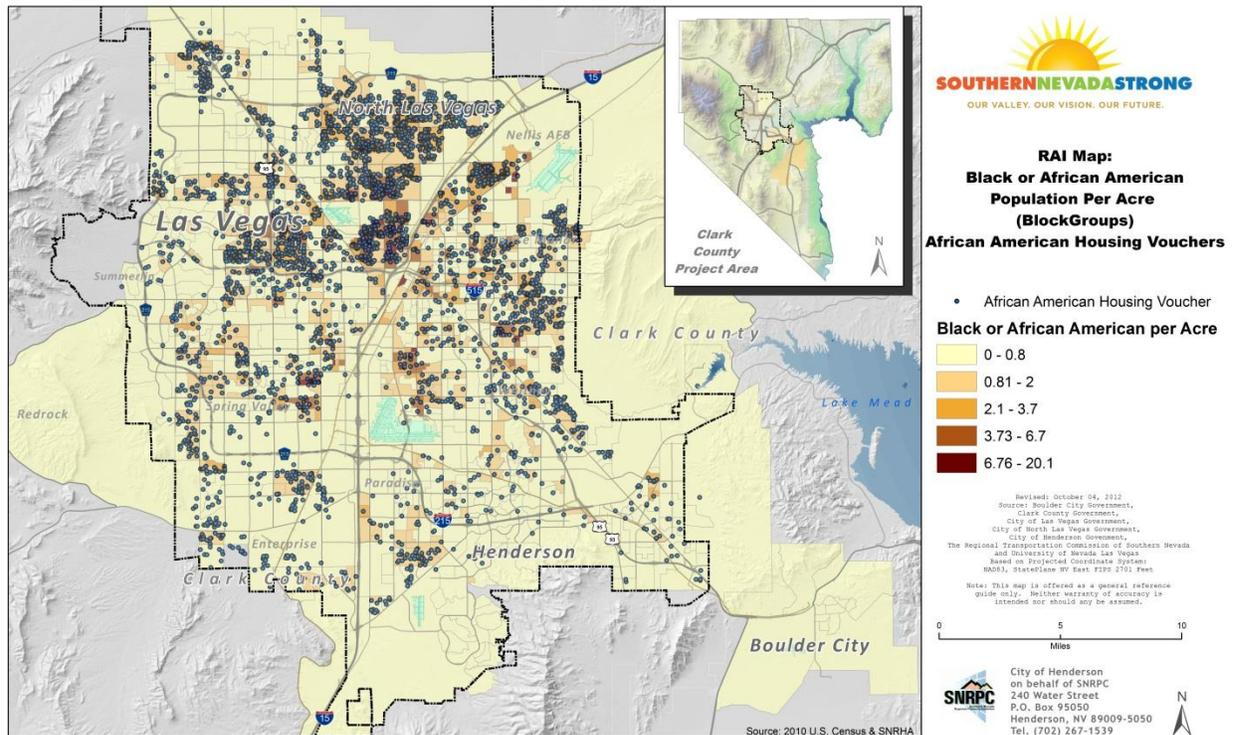 North Las Vegas
Nellis AFB
15
95
Las Vegas
Summerlin
515
Clark County
Redrock
Spring Valley
Lake Mead
Paradise
215
95
93
Enterprise
Henderson
Clark County
Boulder City
15
Source: 2010 U.S. Census & SNRHA
Clark
County
Project Area
N
SOUTHERNNEVADASTRONG
OUR VALLEY. OUR VISION. OUR FUTURE.
RAI Map:
Black or African American
Population Per Acre
(BlockGroups)
African American Housing Vouchers
African American Housing Voucher
Black or African American per Acre
0 - 0.8
0.81 - 2
2.1 - 3.7
3.73 - 6.7
6.76 - 20.1
Revised: October 04, 2012
Source: Boulder City Government,
Clark County Government,
City of Las Vegas Government,
City of North Las Vegas Government,
City of Henderson Govenment,
The Regional Transportation Commission of Southern Nevada
and University of Nevada Las Vegas
Based on Projected Coordinate System:
NAD83, StatePlane NV East FIPS 2701 Feet
Note: This map is offered as a general reference
guide only. Neither warranty of accuracy is
intended nor should any be assumed.
0 5 10
Miles
SNRPC
City of Henderson
on behalf of SNRPC
240 Water Street
P.O. Box 95050
Henderson, NV 89009-5050
Tel. (702) 267-1539
N